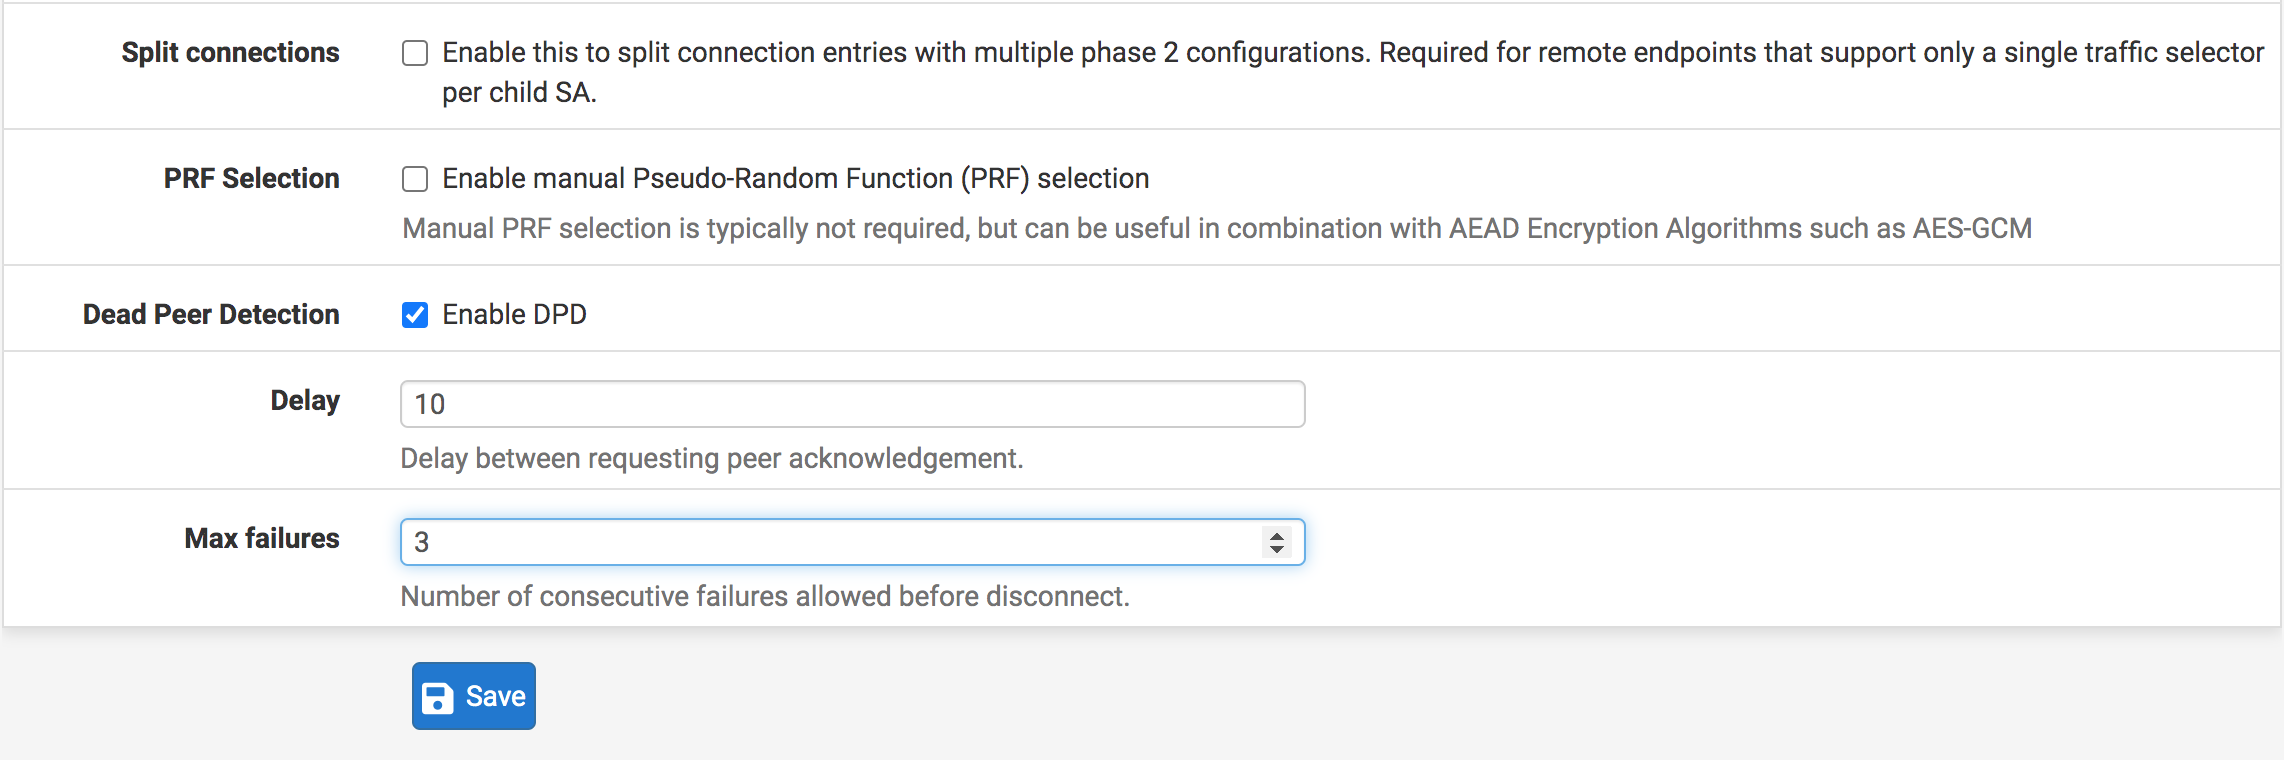 Split connections
Enable this to split connection entries with multiple phase 2 configurations. Required for remote endpoints that support only a single traffic selector
per child SA.
PRF Selection
Enable manual Pseudo-Random Function (PRF) selection
Manual PRF selection is typically not required, but can be useful in combination with AEAD Encryption Algorithms such as AES-GCM
Dead Peer Detection
Enable DPD
Delay
10
Delay between requesting peer acknowledgement.
Max failures
3
Number of consecutive failures allowed before disconnect.
Save